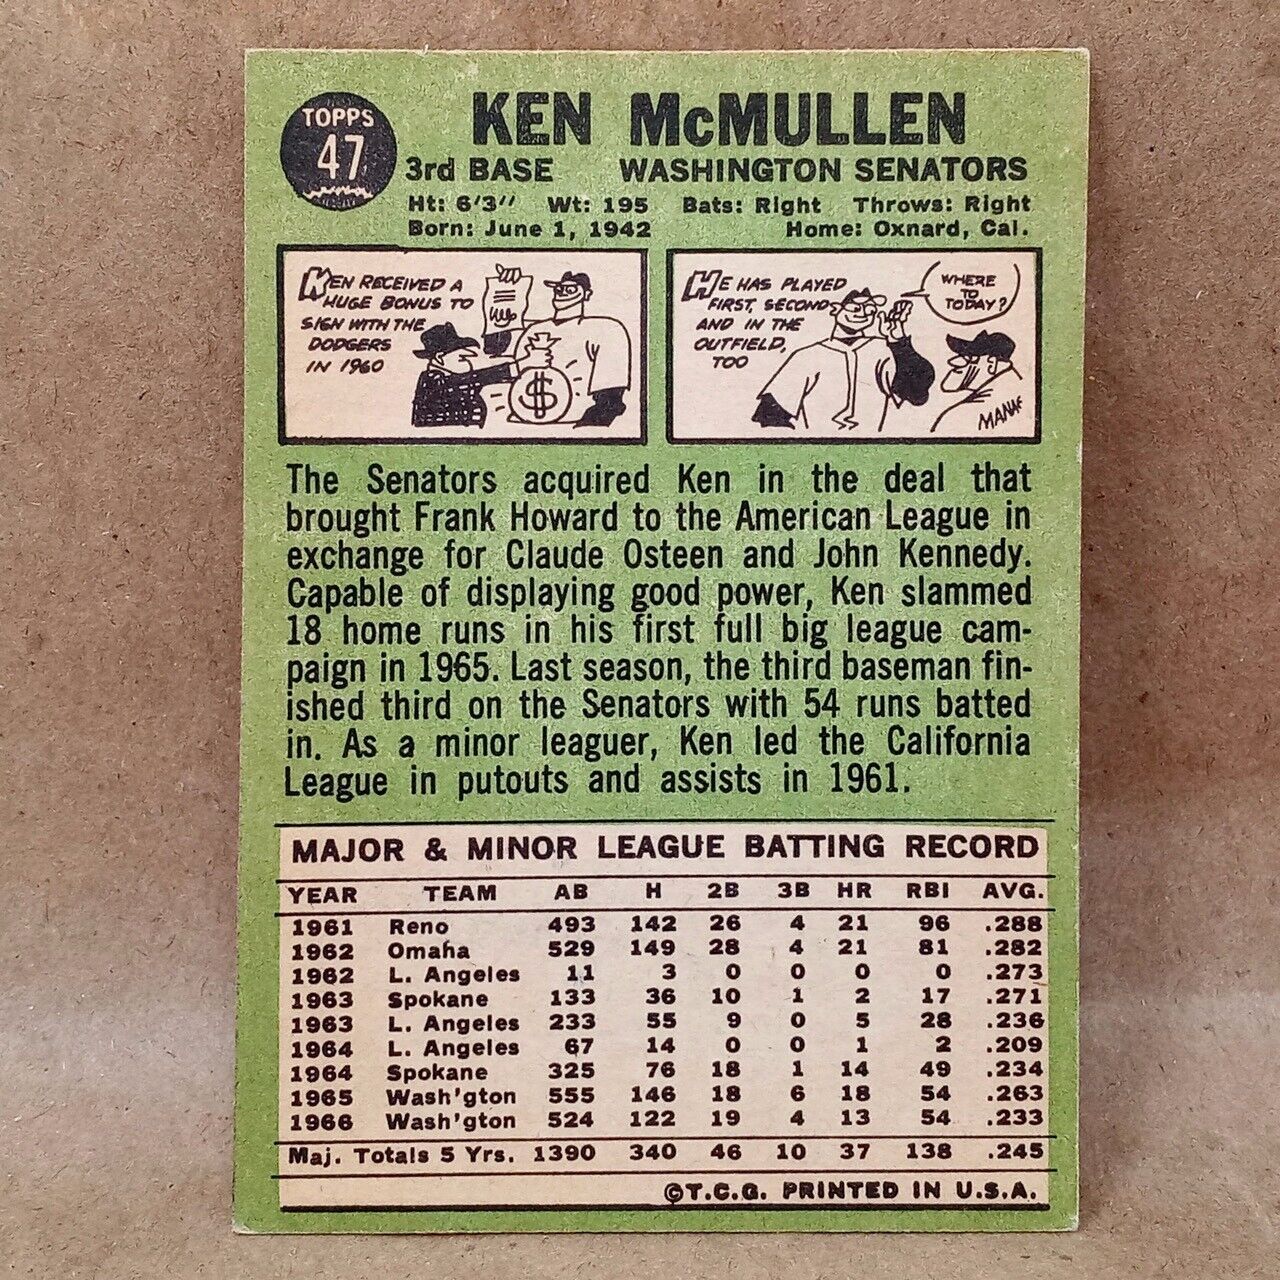 TOPPS
47
KEN McMULLEN
3rd BASE WASHINGTON SENATORS
Ht: 6'3" Wt: 195 Bats: Right Throws: Right
Born: June 1, 1942 Home: Oxnard, Cal.
KEN RECEIVED A
HUGE BONUS TO
SIGN WITH THE
DODGERS
IN 1960
$
HE HAS PLAYED
FIRST, SECOND
AND IN THE
OUTFIELD,
TOO
WHERE
TO
TODAY?
The Senators acquired Ken in the deal that
brought Frank Howard to the American League in
exchange for Claude Osteen and John Kennedy.
Capable of displaying good power, Ken slammed
18 home runs in his first full big league cam-
paign in 1965. Last season, the third baseman fin-
ished third on the Senators with 54 runs batted
in. As a minor leaguer, Ken led the California
League in putouts and assists in 1961.
MAJOR & MINOR LEAGUE BATTING RECORD
YEAR TEAM AB H 2B 3B HR RBI AVG.
1961 Reno 493 142 26 4 21 96 .288
1962 Omaha 529 149 28 4 21 81 .282
1962 L. Angeles 11 3 0 0 0 0 .273
1963 Spokane 133 36 10 1 2 17 .271
1963 L. Angeles 233 55 9 0 5 28 .236
1964 L. Angeles 67 14 0 0 1 2 .209
1964 Spokane 325 76 18 1 14 49 .234
1965 Wash'gton 555 146 18 6 18 54 .263
1966 Wash'gton 524 122 19 4 13 54 .233
Maj. Totals 5 Yrs. 1390 340 46 10 37 138 .245
©T.C.G. PRINTED IN U.S.A.